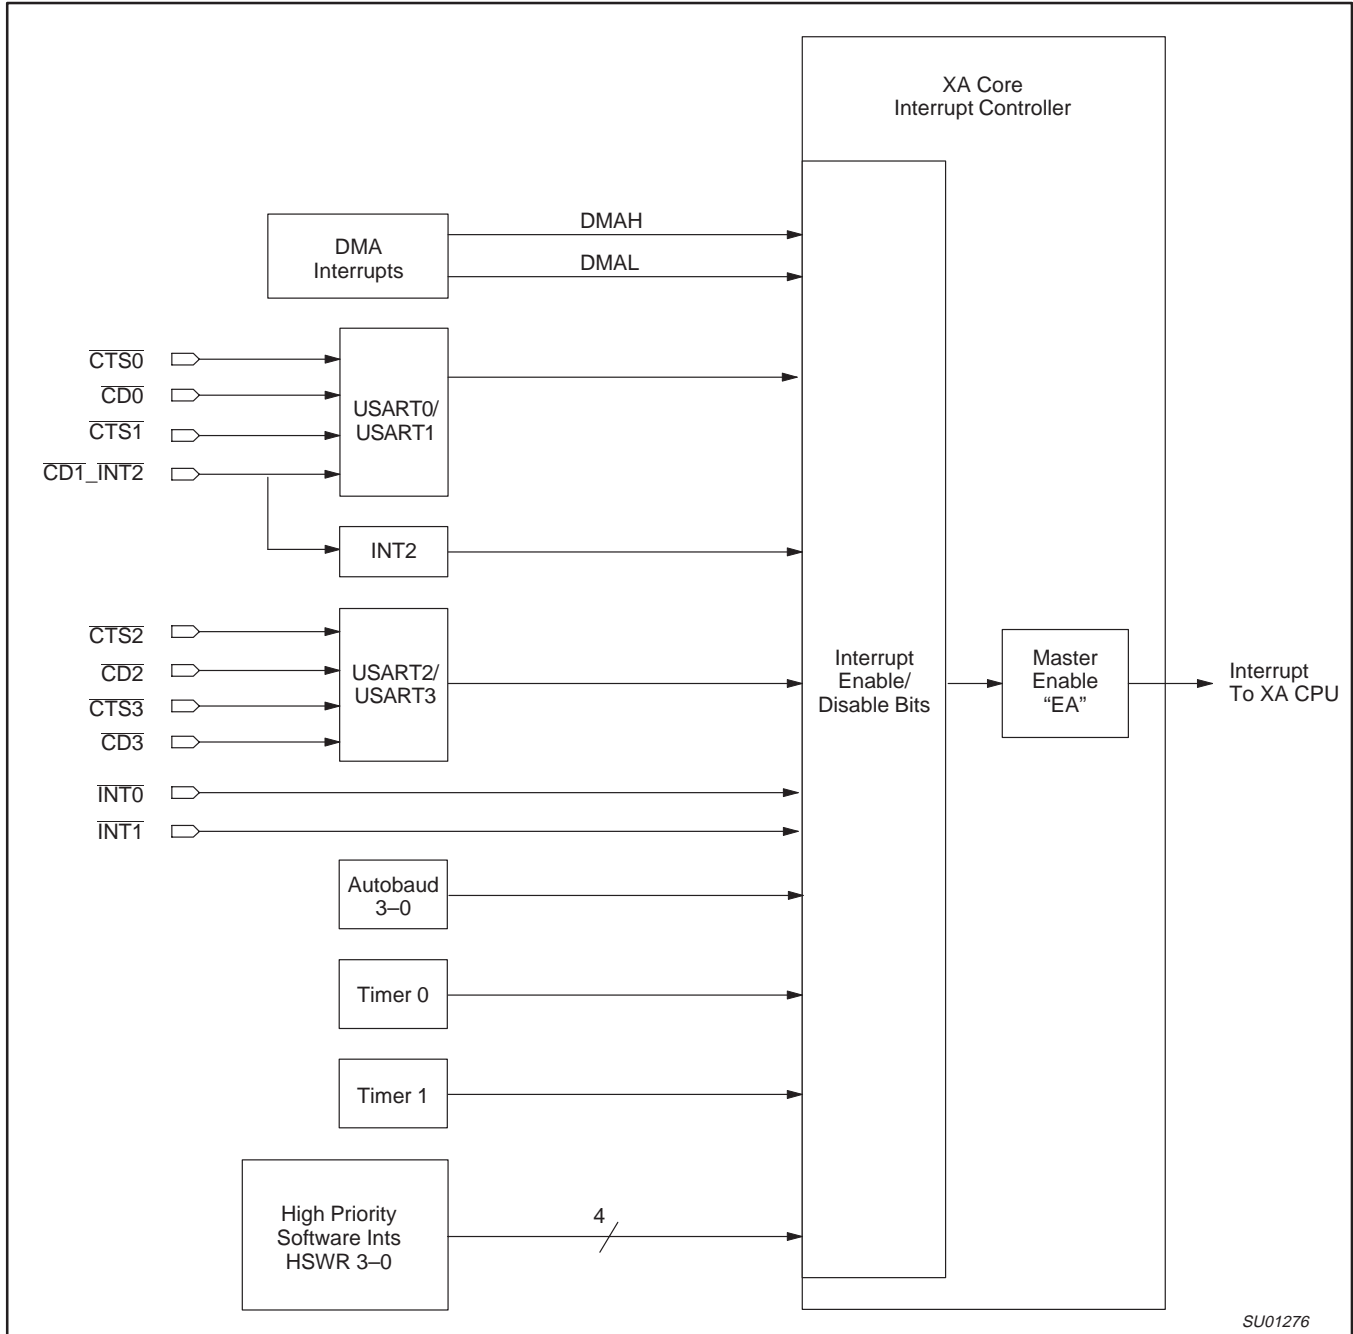 XA Core
Interrupt Controller
DMA
Interrupts
DMAH
DMAL
CTS0
CD0
CTS1
CD1_INT2
USART0/
USART1
INT2
CTS2
CD2
CTS3
CD3
USART2/
USART3
Interrupt
Enable/
Disable Bits
Master
Enable
“EA”
Interrupt
To XA CPU
INT0
INT1
Autobaud
3–0
Timer 0
Timer 1
High Priority
Software Ints
HSWR 3–0
4
SU01276